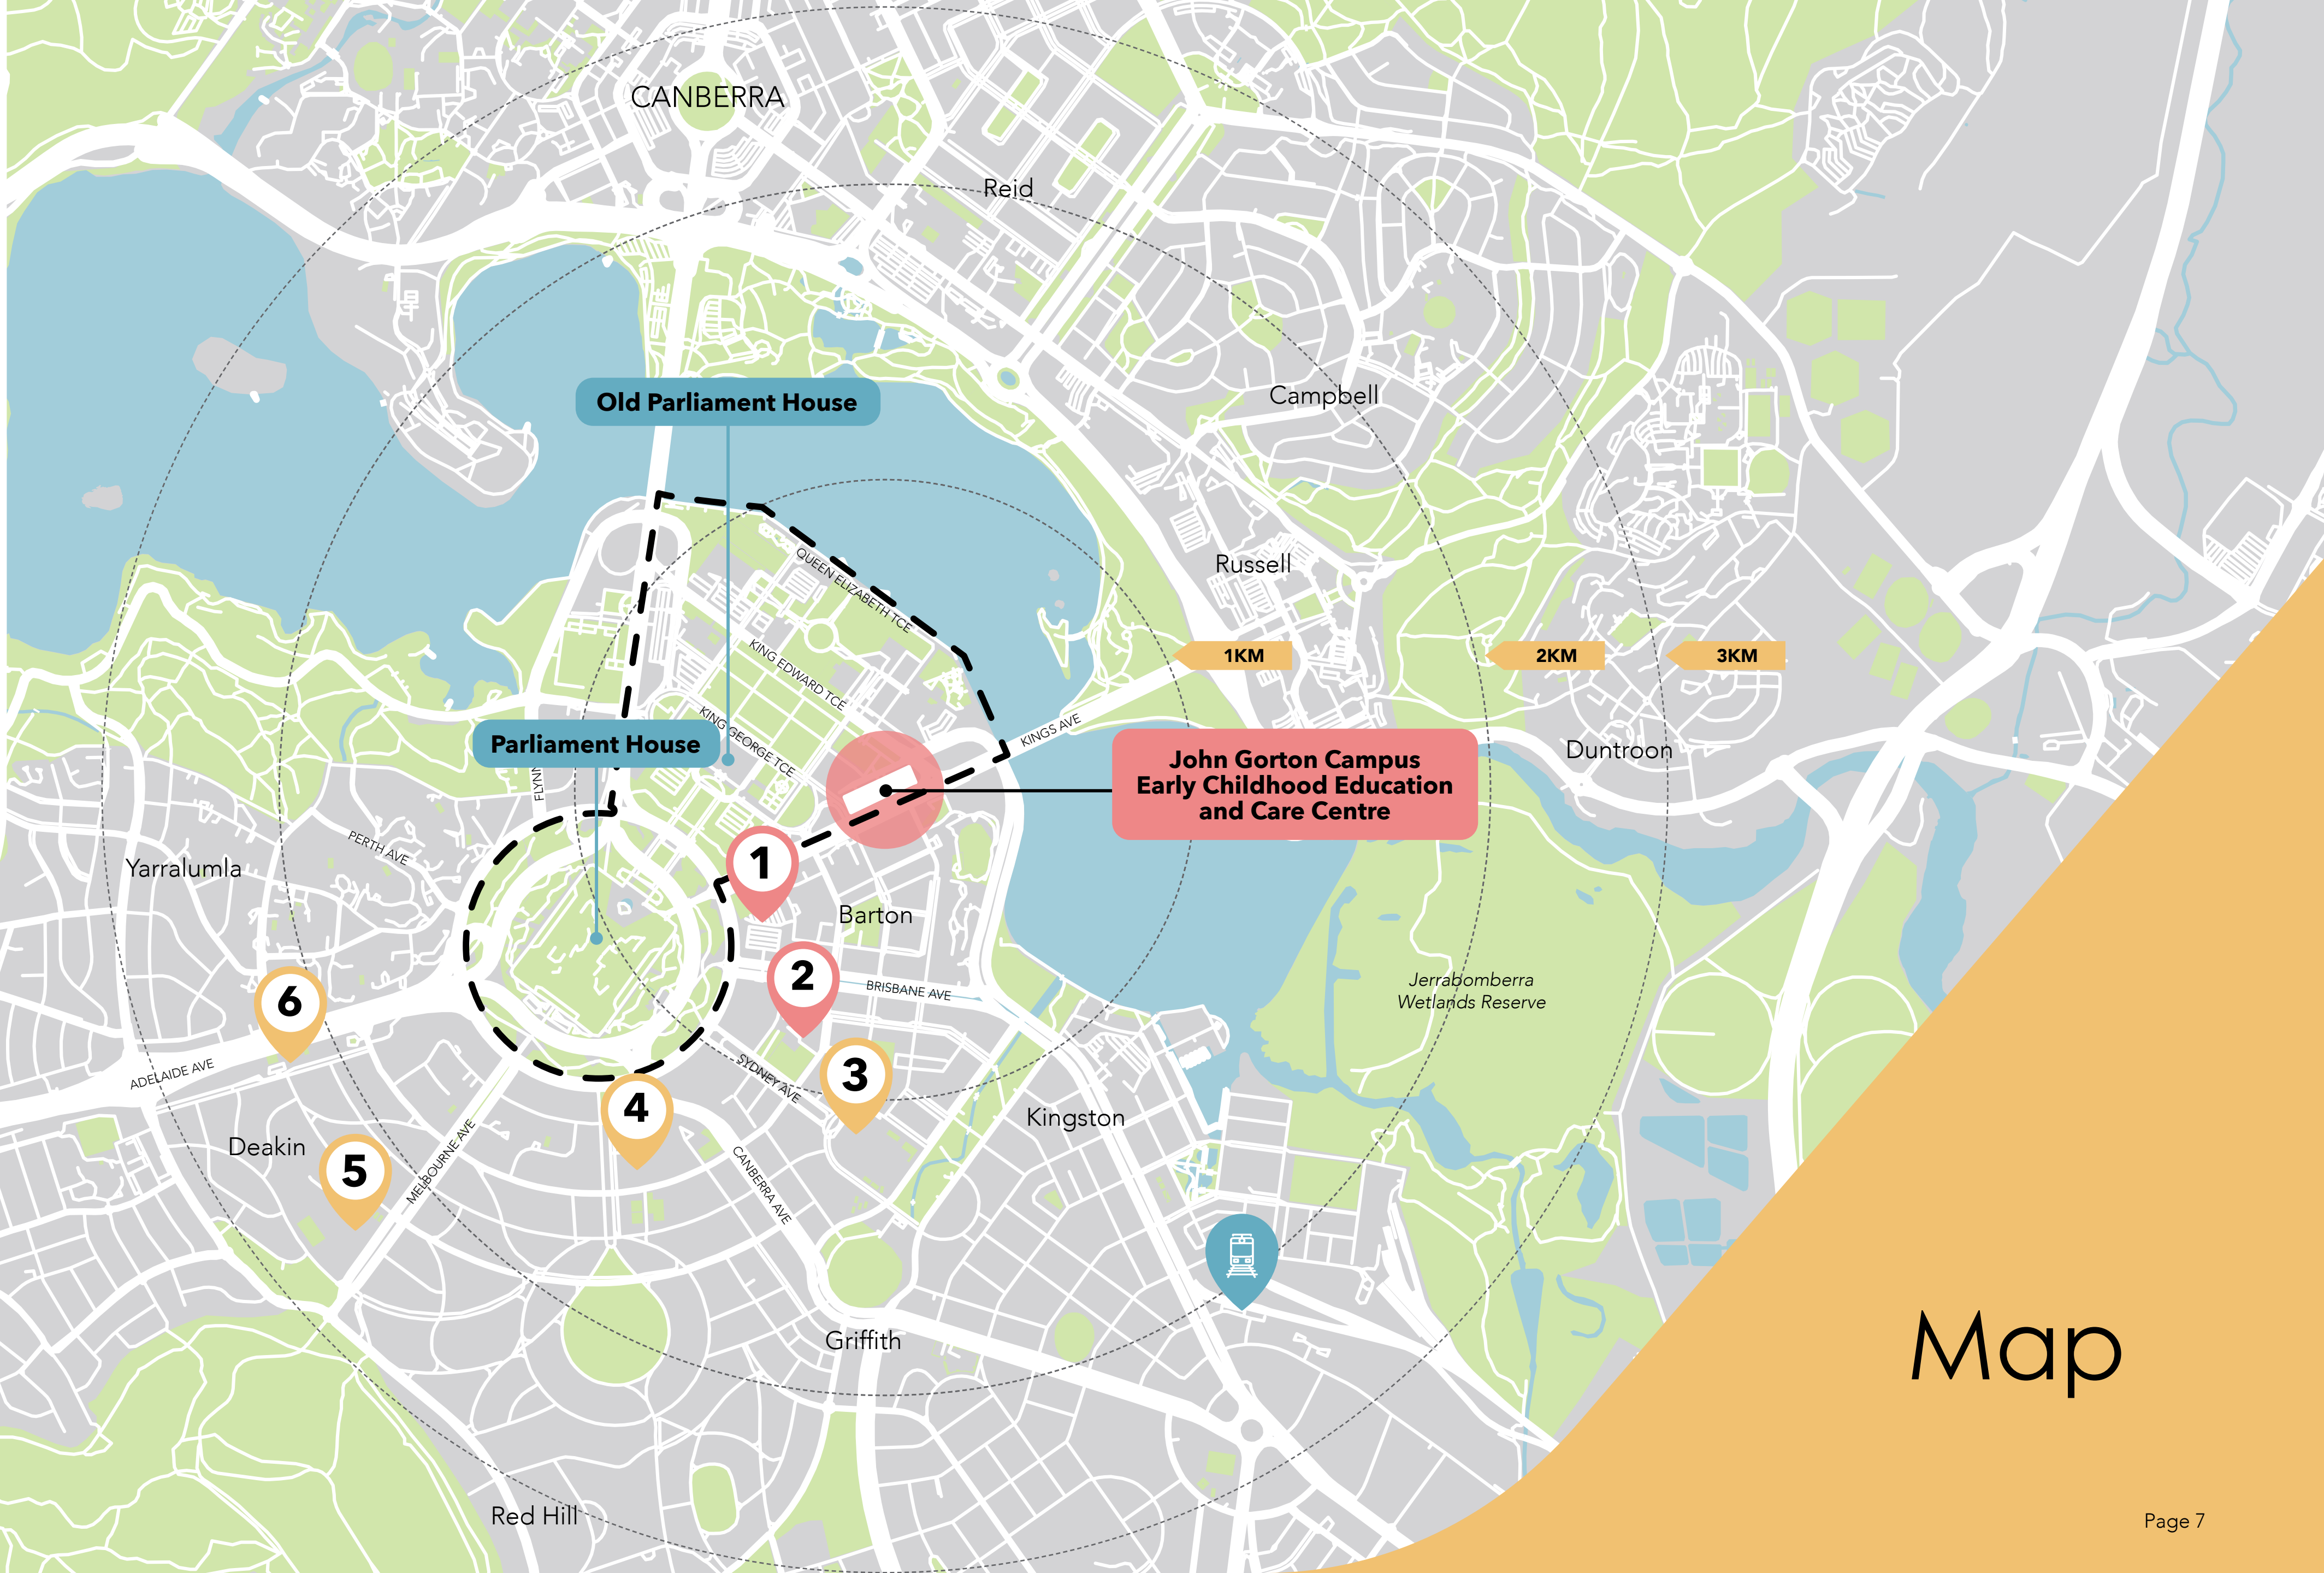 CANBERRA
Reid
Old Parliament House
Campbell
QUEEN ELIZABETH TCE
Russell
KING EDWARD TCE
1KM
2KM
3KM
KING GEORGE TCE
KINGS AVE
Parliament House
Duntroon
John Gorton Campus
Early Childhood Education
and Care Centre
FLYNN
PERTH AVE
Yarralumla
1
Barton
2
BRISBANE AVE
Jerrabomberra
Wetlands Reserve
6
ADELAIDE AVE
SYDNEY AVE
3
4
Kingston
Deakin
5
MELBOURNE AVE
CANBERRA AVE
Griffith
Map
Red Hill
Page 7